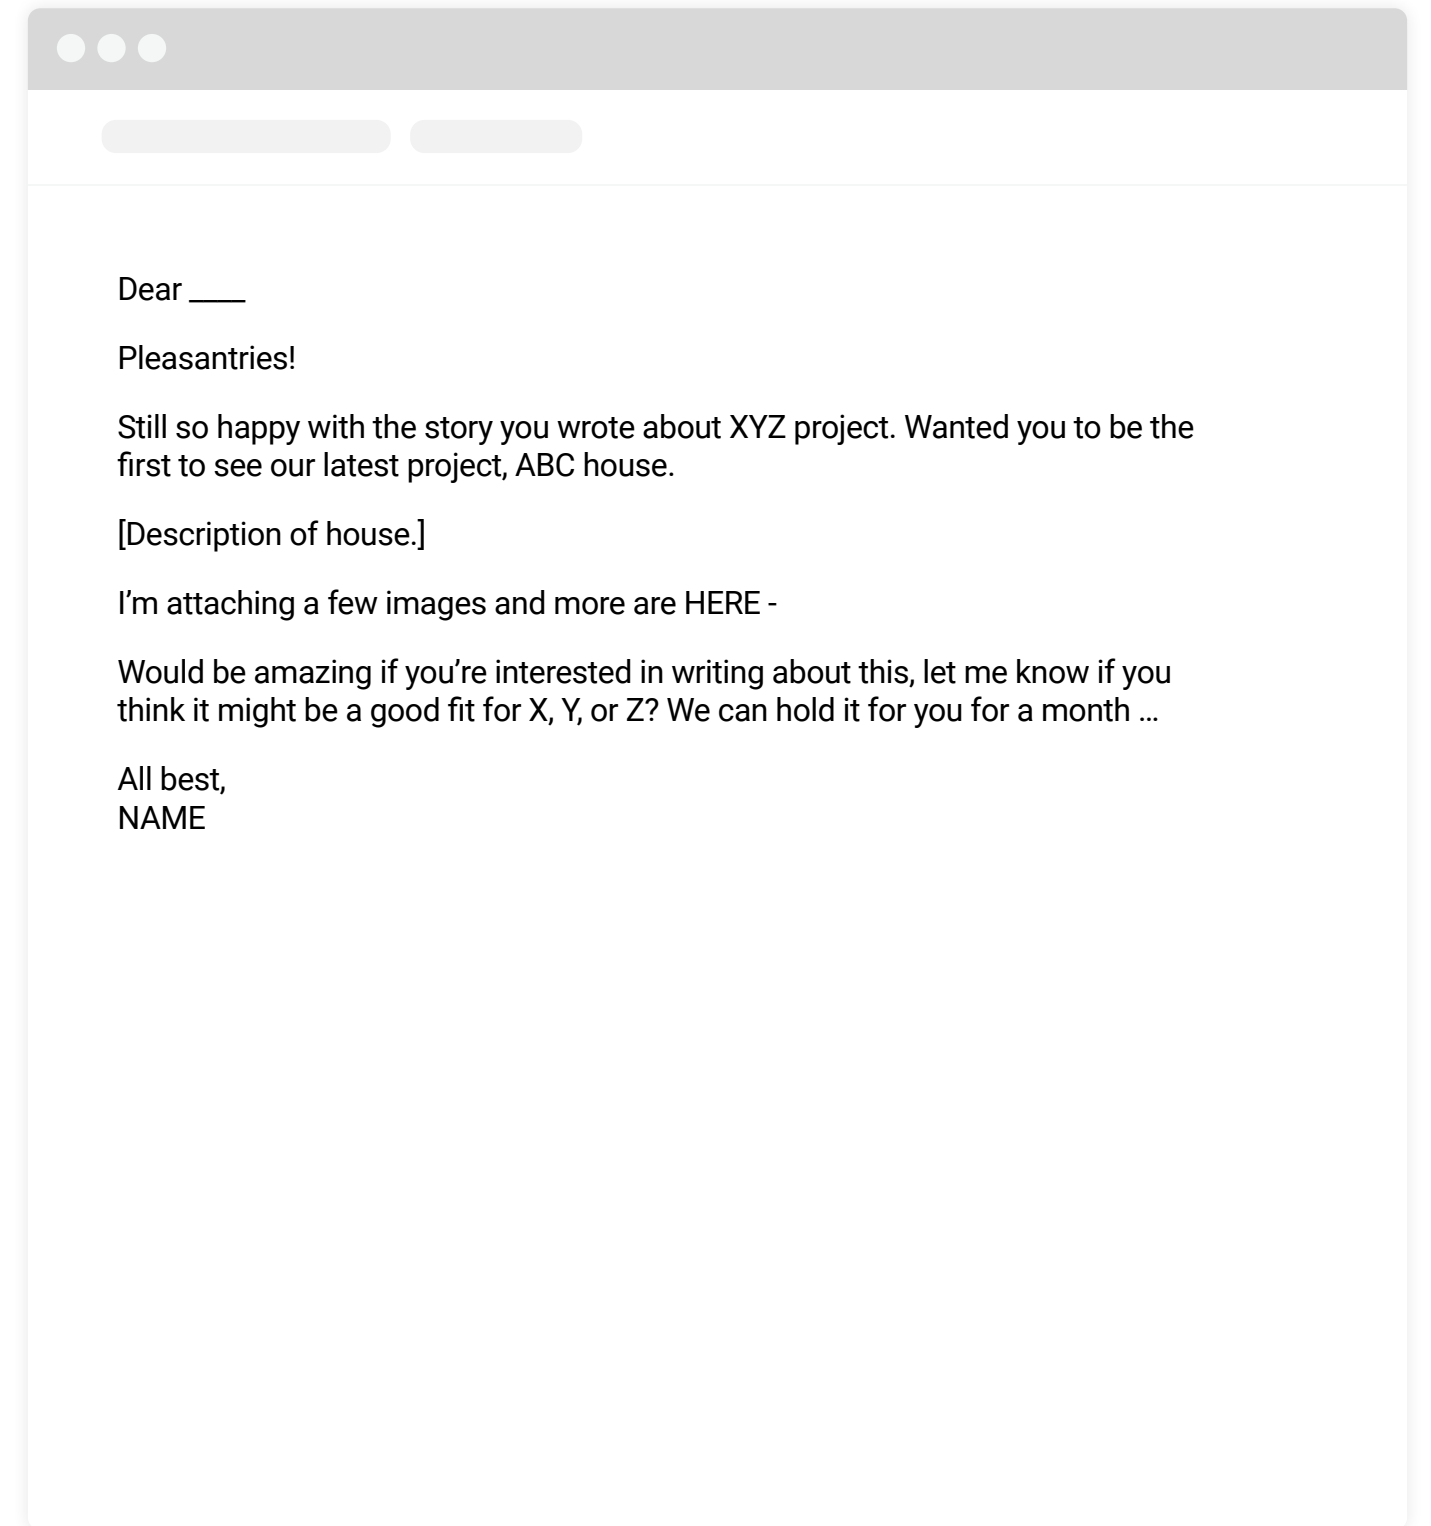 Dear ____
Pleasantries!
Still so happy with the story you wrote about XYZ project. Wanted you to be the
first to see our latest project, ABC house.
[Description of house.]
I’m attaching a few images and more are HERE -
Would be amazing if you’re interested in writing about this, let me know if you
think it might be a good fit for X, Y, or Z? We can hold it for you for a month ...
All best,
NAME